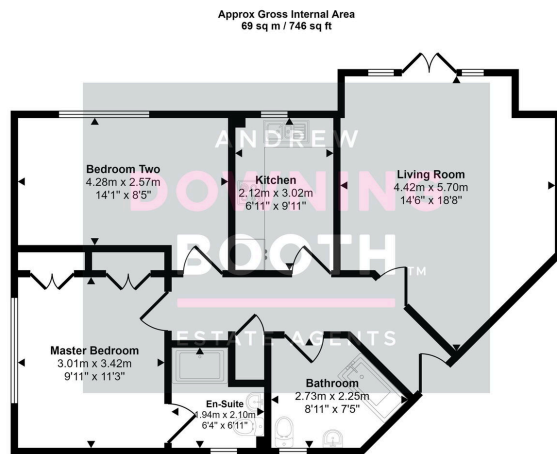 Approx Gross Internal Area
69 sq m / 746 sq ft
ANDREW
DOWNING
BOOTH
TM
ESTATE AGENTS
Bedroom Two
4.28m x 2.57m
14'1" x 8'5"
Kitchen
2.12m x 3.02m
6'11" x 9'11"
Living Room
4.42m x 5.70m
14'6" x 18'8"
Master Bedroom
3.01m x 3.42m
9'11" x 11'3"
En-Suite
1.94m x 2.10m
6'4" x 6'11"
Bathroom
2.73m x 2.25m
8'11" x 7'5"